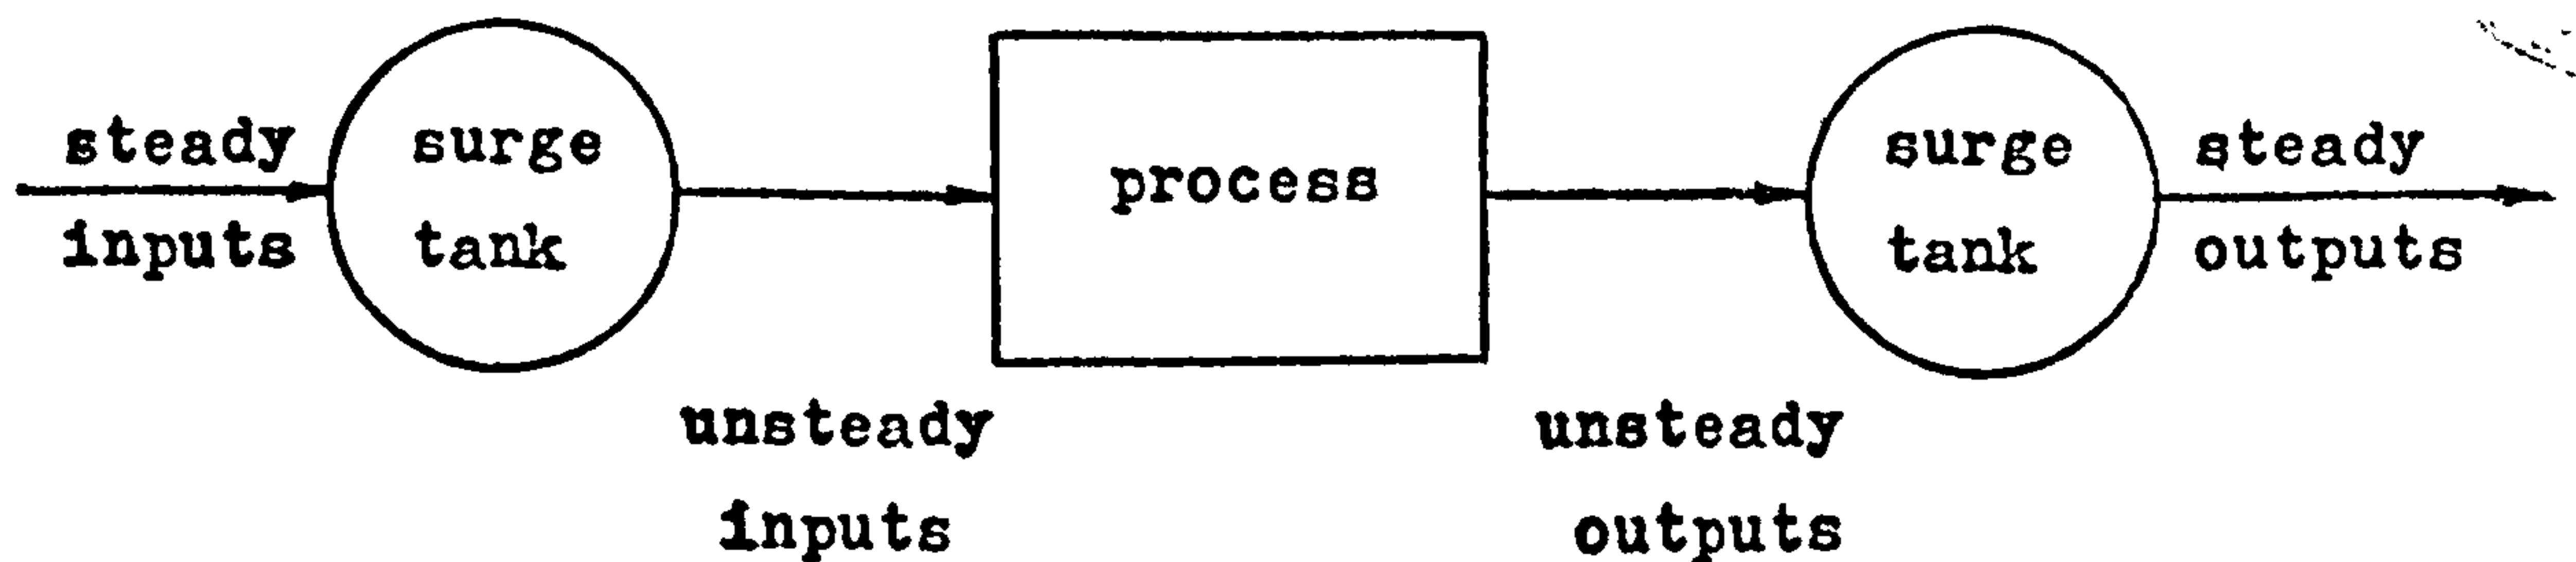 steady
inputs
surge
tank
unsteady
inputs
process
unsteady
outputs
surge
tank
steady
outputs